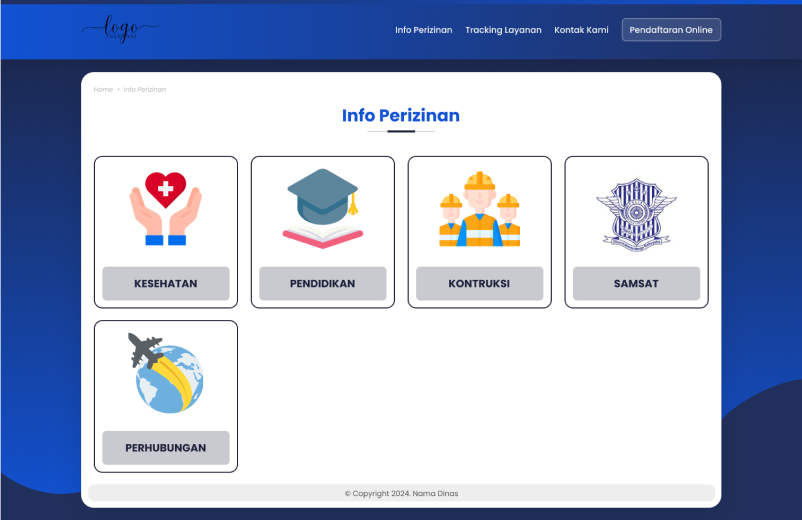 logo
Info Perizinan
Tracking Layanan
Kontak Kami
Pendaftaran Online
Home > Info Perizinan
Info Perizinan
KESEHATAN
PENDIDIKAN
KONTRUKSI
SAMSAT
PERHUBUNGAN
© Copyright 2024. Nama Dinas